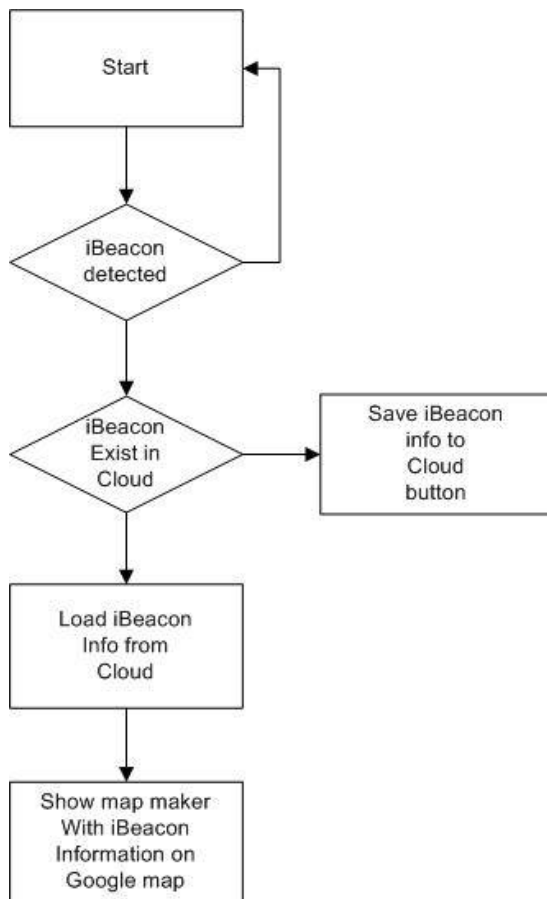 Start
iBeacon
detected
iBeacon
Exist in
Cloud
Save iBeacon
info to
Cloud
button
Load iBeacon
Info from
Cloud
Show map maker
With iBeacon
Information on
Google map